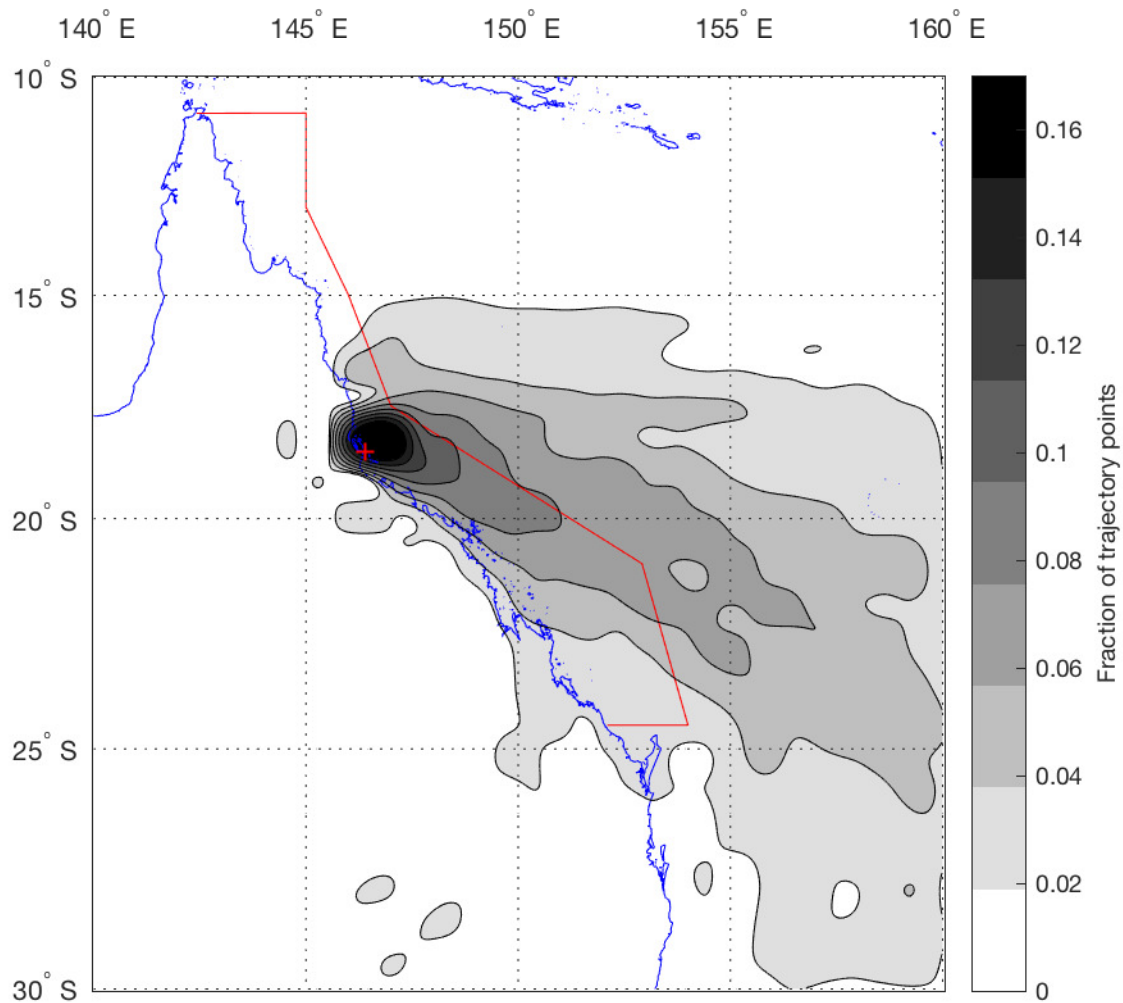 140° E 145° E 150° E 155° E 160° E
10° S
15° S
20° S
25° S
30° S
0.16
0.14
0.12
0.1
0.08
0.06
0.04
0.02
0
Fraction of trajectory points